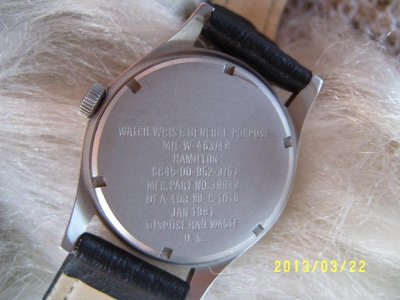 WATCH, WRIST: GENERAL PURPOSE
MIL-W-46374B
HAMILTON
6645-00-952-3767
MFG. PART NO. 39988
DLA 400-80-C-1018
JAN 1981
DISPOSE RAD. WASTE
U.S.
2013/03/22